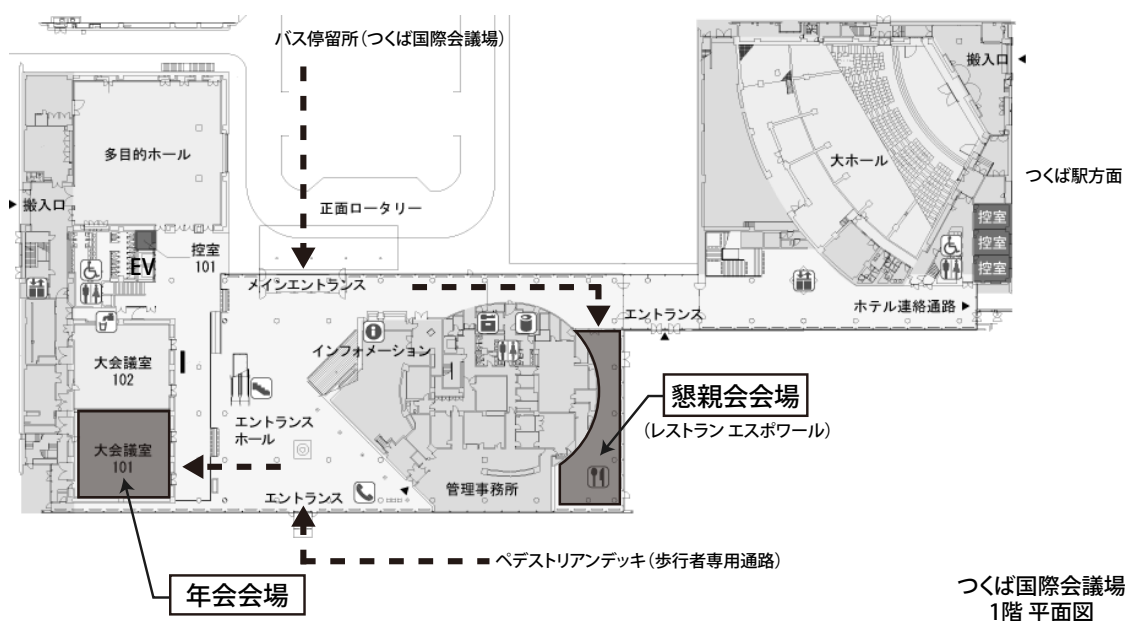 バス停留所（つくば国際会議場）
搬入口
多目的ホール
大ホール
つくば駅方面
搬入口
正面ロータリー
控室
控室
控室
控室
101
EV
メインエントランス
エントランス
ホテル連絡通路
インフォメーション
大会議室
102
懇親会会場
（レストラン エスポワール）
エントランス
ホール
大会議室
101
管理事務所
エントランス
ペデストリアンデッキ（歩行者専用通路）
年会会場
つくば国際会議場
1階 平面図